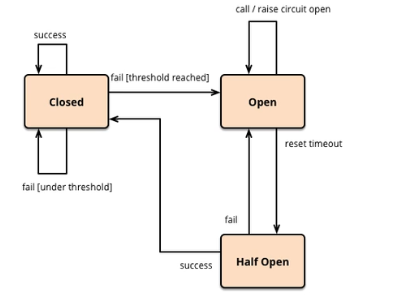 call / raise circuit open
success
fail [threshold reached]
Closed
Open
reset timeout
fail [under threshold]
fail
success
Half Open